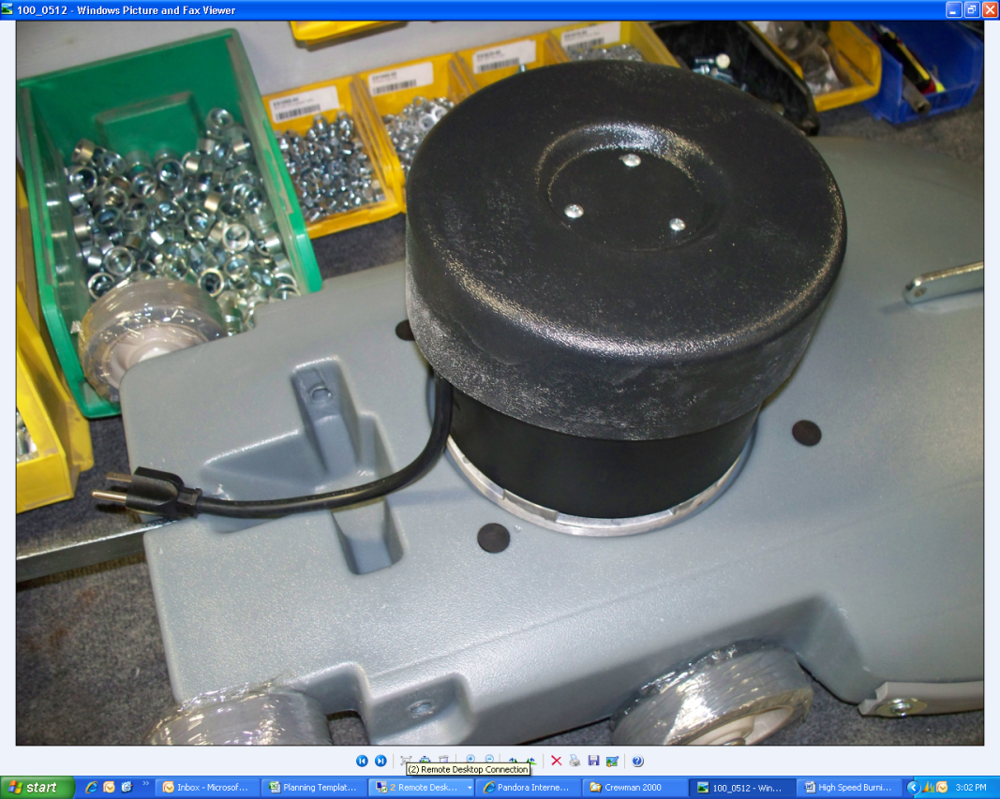 100_0512 - Windows Picture and Fax Viewer
(2) Remote Desktop Connection
start
Inbox - Microsof...
Planning Templat...
2 Remote Desk...
Pandora Interne...
Crewman 2000
100_0512 - Win...
High Speed Burni...
3:02 PM